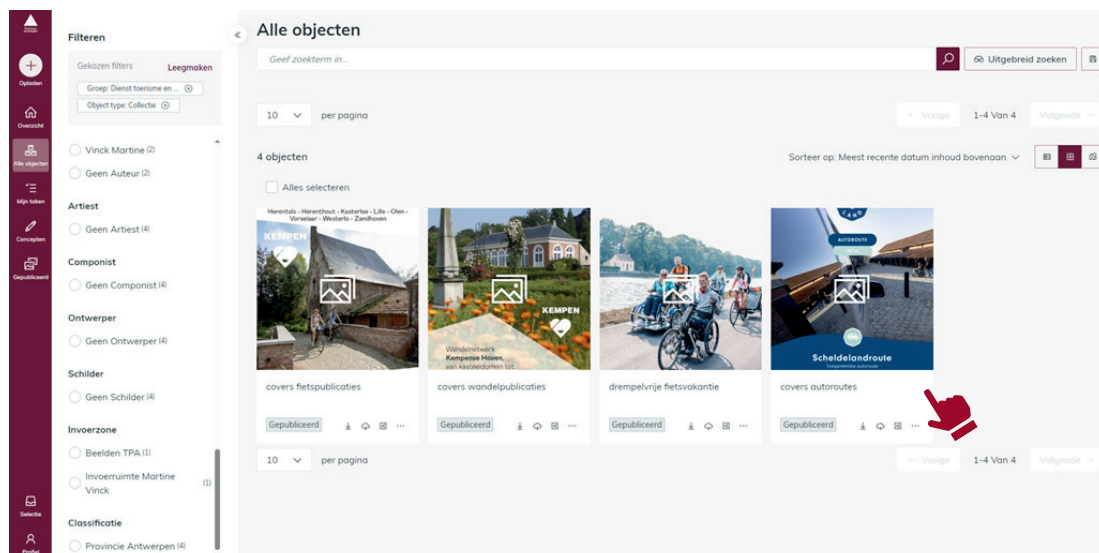 Opladen
Overzicht
Alle objecten
Mijn taken
Concepten
Gepubliceerd
Selectie
Profiel
Filteren
Gekozen filters
Leegmaken
Groep: Dienst toerisme en ...
Object type: Collectie
Vinck Martine (2)
Geen Auteur (2)
Artiest
Geen Artiest (4)
Componist
Geen Componist (4)
Ontwerper
Geen Ontwerper (4)
Schilder
Geen Schilder (4)
Invoerzone
Beelden TPA (1)
Invoerruimte Martine (1)
Vinck
Classificatie
Provincie Antwerpen (4)
Alle objecten
Geef zoekterm in...
Uitgebreid zoeken
10 per pagina
← Vorige 1-4 Van 4 Volgende →
4 objecten
Sorteer op: Meest recente datum inhoud bovenaan
Alles selecteren
Herentals - Herenthout - Kasterlee - Lille - Olen -
Vorselaar - Westerlo - Zandhoven
KEMPEN
KEMPEN
Wandelnetwerk
Kempense Hoven,
van kasteeldomein tot
LAND
AUTOROUTE
Scheldelandroute
Toegankelijke autoroute
covers fietspublicaties
covers wandelpublicaties
drempelvrije fietsvakantie
covers autoroutes
Gepubliceerd
Gepubliceerd
Gepubliceerd
Gepubliceerd
10 per pagina
← Vorige 1-4 Van 4 Volgende →